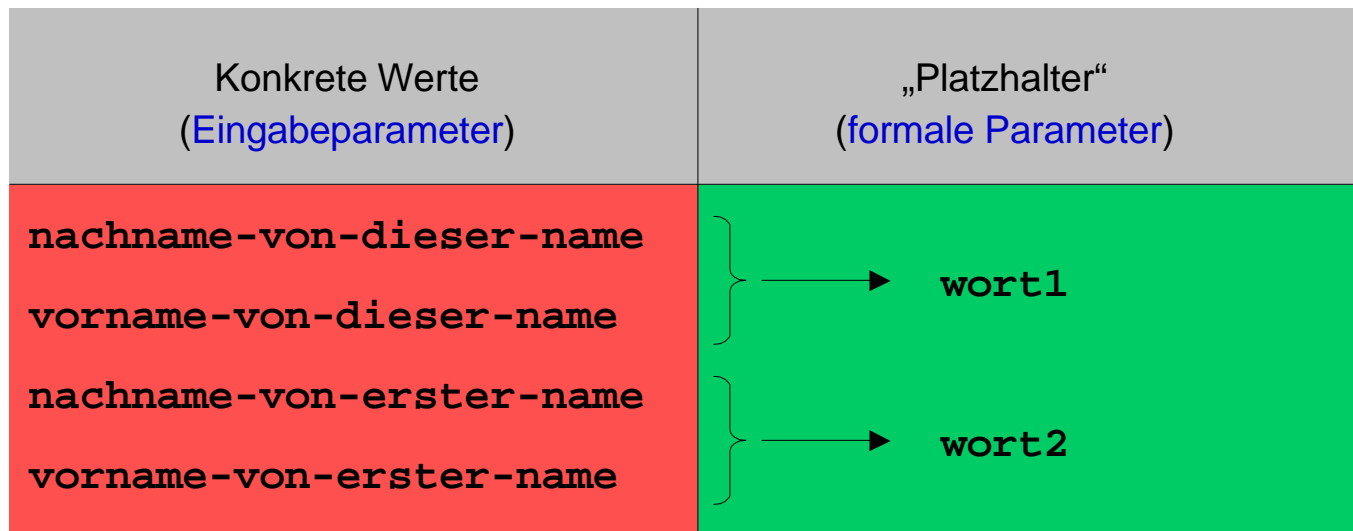 Konkrete Werte
(Eingabeparameter)
„Platzhalter“
(formale Parameter)
nachname-von-dieser-name
vorname-von-dieser-name
wort1
nachname-von-erster-name
vorname-von-erster-name
wort2